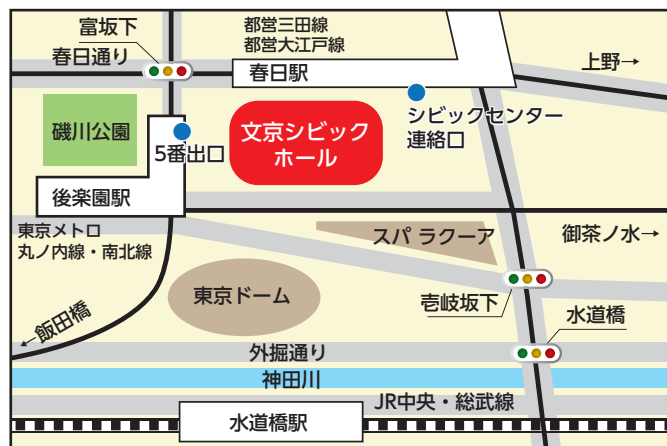 富坂下
都営三田線
都営大江戸線
春日通り
春日駅
上野→
磯川公園
文京シビック
ホール
シビックセンター
連絡口
5番出口
後楽園駅
東京メトロ
丸ノ内線・南北線
スパ ラクーア
御茶ノ水→
東京ドーム
壱岐坂下
水道橋
←飯田橋
外掘通り
神田川
JR中央・総武線
水道橋駅